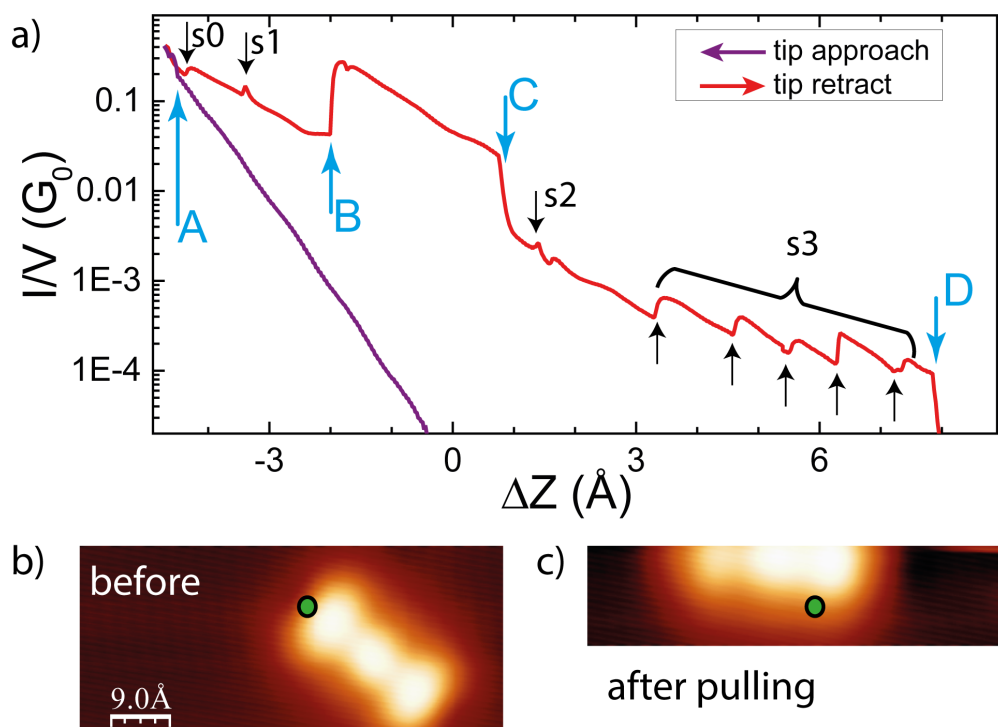 a)
s0
s1
tip approach
tip retract
0.1
C
A
B
0.01
s2
s3
I/V (G₀)
1E-3
D
1E-4
-3
0
3
6
ΔZ (Å)
b)
before
c)
9.0Å
after pulling